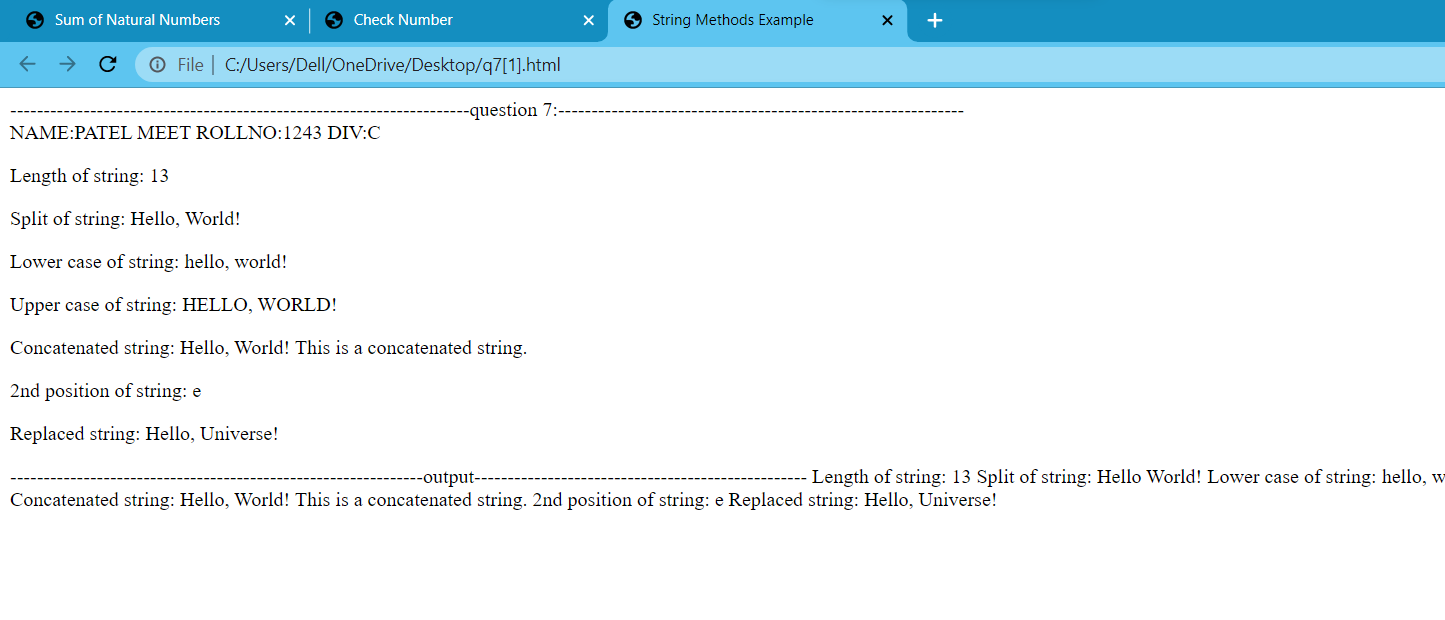 Sum of Natural Numbers
Check Number
String Methods Example
File | C:/Users/Dell/OneDrive/Desktop/q7[1].html
---------------------------------------------------------------------question 7:-------------------------------------------------------------
NAME:PATEL MEET ROLLNO:1243 DIV:C
Length of string: 13
Split of string: Hello, World!
Lower case of string: hello, world!
Upper case of string: HELLO, WORLD!
Concatenated string: Hello, World! This is a concatenated string.
2nd position of string: e
Replaced string: Hello, Universe!
--------------------------------------------------------------output-------------------------------------------------- Length of string: 13 Split of string: Hello World! Lower case of string: hello, w
Concatenated string: Hello, World! This is a concatenated string. 2nd position of string: e Replaced string: Hello, Universe!